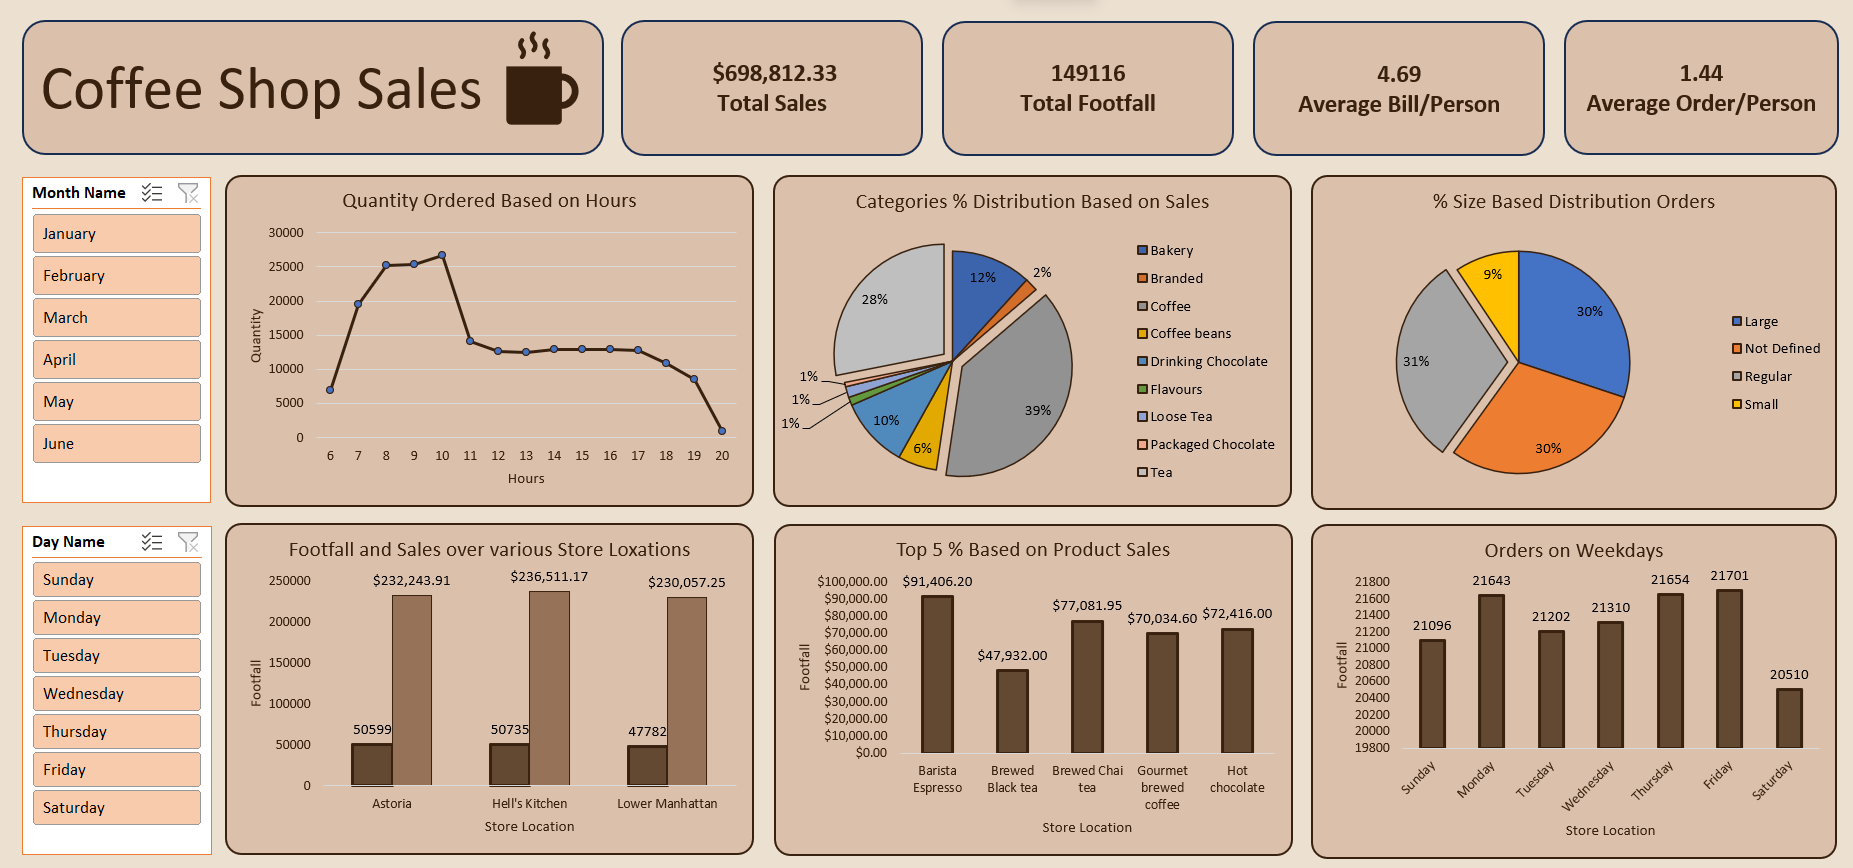 Coffee Shop Sales
$698,812.33
Total Sales
149116
Total Footfall
4.69
Average Bill/Person
1.44
Average Order/Person
Month Name
January
February
March
April
May
June
Quantity Ordered Based on Hours
30000
25000
20000
15000
10000
5000
0
Quantity
6 7 8 9 10 11 12 13 14 15 16 17 18 19 20
Hours
Categories % Distribution Based on Sales
12%
2%
39%
6%
10%
1%
1%
1%
28%
Bakery
Branded
Coffee
Coffee beans
Drinking Chocolate
Flavours
Loose Tea
Packaged Chocolate
Tea
% Size Based Distribution Orders
30%
30%
31%
9%
Large
Not Defined
Regular
Small
Day Name
Sunday
Monday
Tuesday
Wednesday
Thursday
Friday
Saturday
Footfall and Sales over various Store Loxations
250000
200000
150000
100000
50000
0
Footfall
$232,243.91
$236,511.17
$230,057.25
50599
50735
47782
Astoria
Hell's Kitchen
Lower Manhattan
Store Location
Top 5 % Based on Product Sales
$100,000.00
$90,000.00
$80,000.00
$70,000.00
$60,000.00
$50,000.00
$40,000.00
$30,000.00
$20,000.00
$10,000.00
$0.00
Footfall
$91,406.20
$47,932.00
$77,081.95
$70,034.60
$72,416.00
Barista
Espresso
Brewed
Black tea
Brewed Chai
tea
Gourmet
brewed
coffee
Hot
chocolate
Store Location
Orders on Weekdays
21800
21600
21400
21200
21000
20800
20600
20400
20200
20000
19800
Footfall
21096
21643
21202
21310
21654
21701
20510
Sunday
Monday
Tuesday
Wednesday
Thursday
Friday
Saturday
Store Location